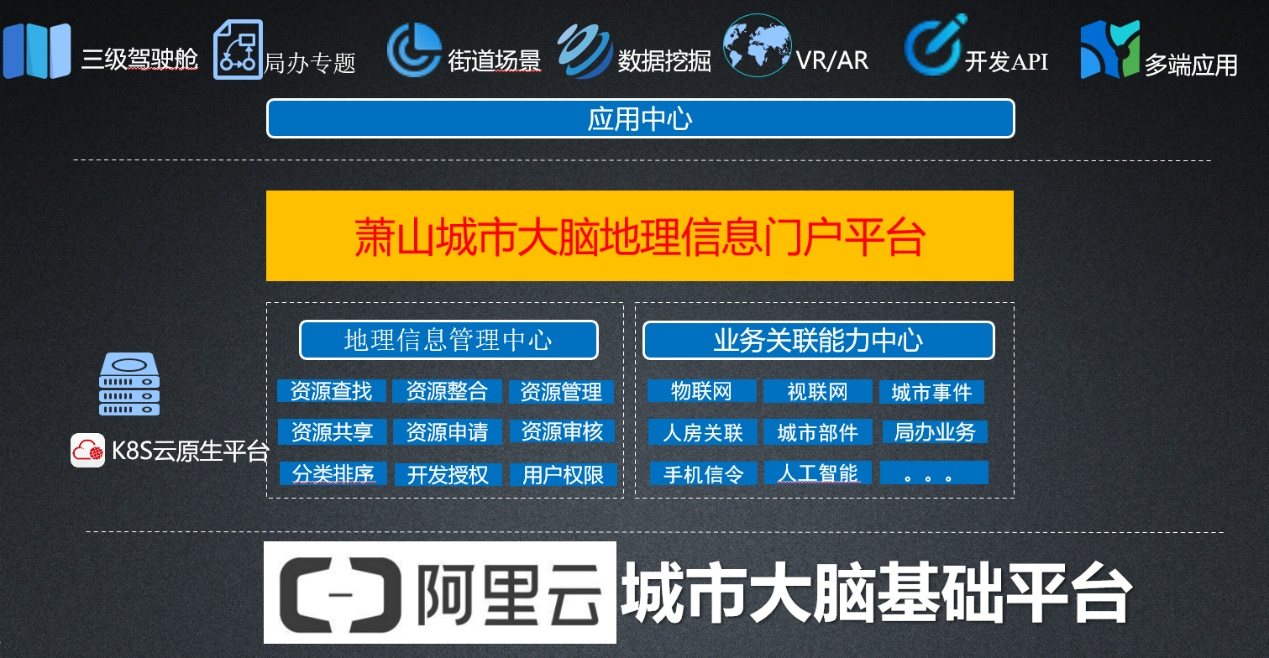 三级驾驶舱 局办专题 街道场景 数据挖掘 VR/AR 开发API 多端应用
应用中心
萧山城市大脑地理信息门户平台
地理信息管理中心 业务关联能力中心
资源查找 资源整合 资源管理 物联网 视联网 城市事件
资源共享 资源申请 资源审核 人房关联 城市部件 局办业务
K8S云原生平台
分类排序 开发授权 用户权限 手机信令 人工智能 。。。
阿里云 城市大脑基础平台